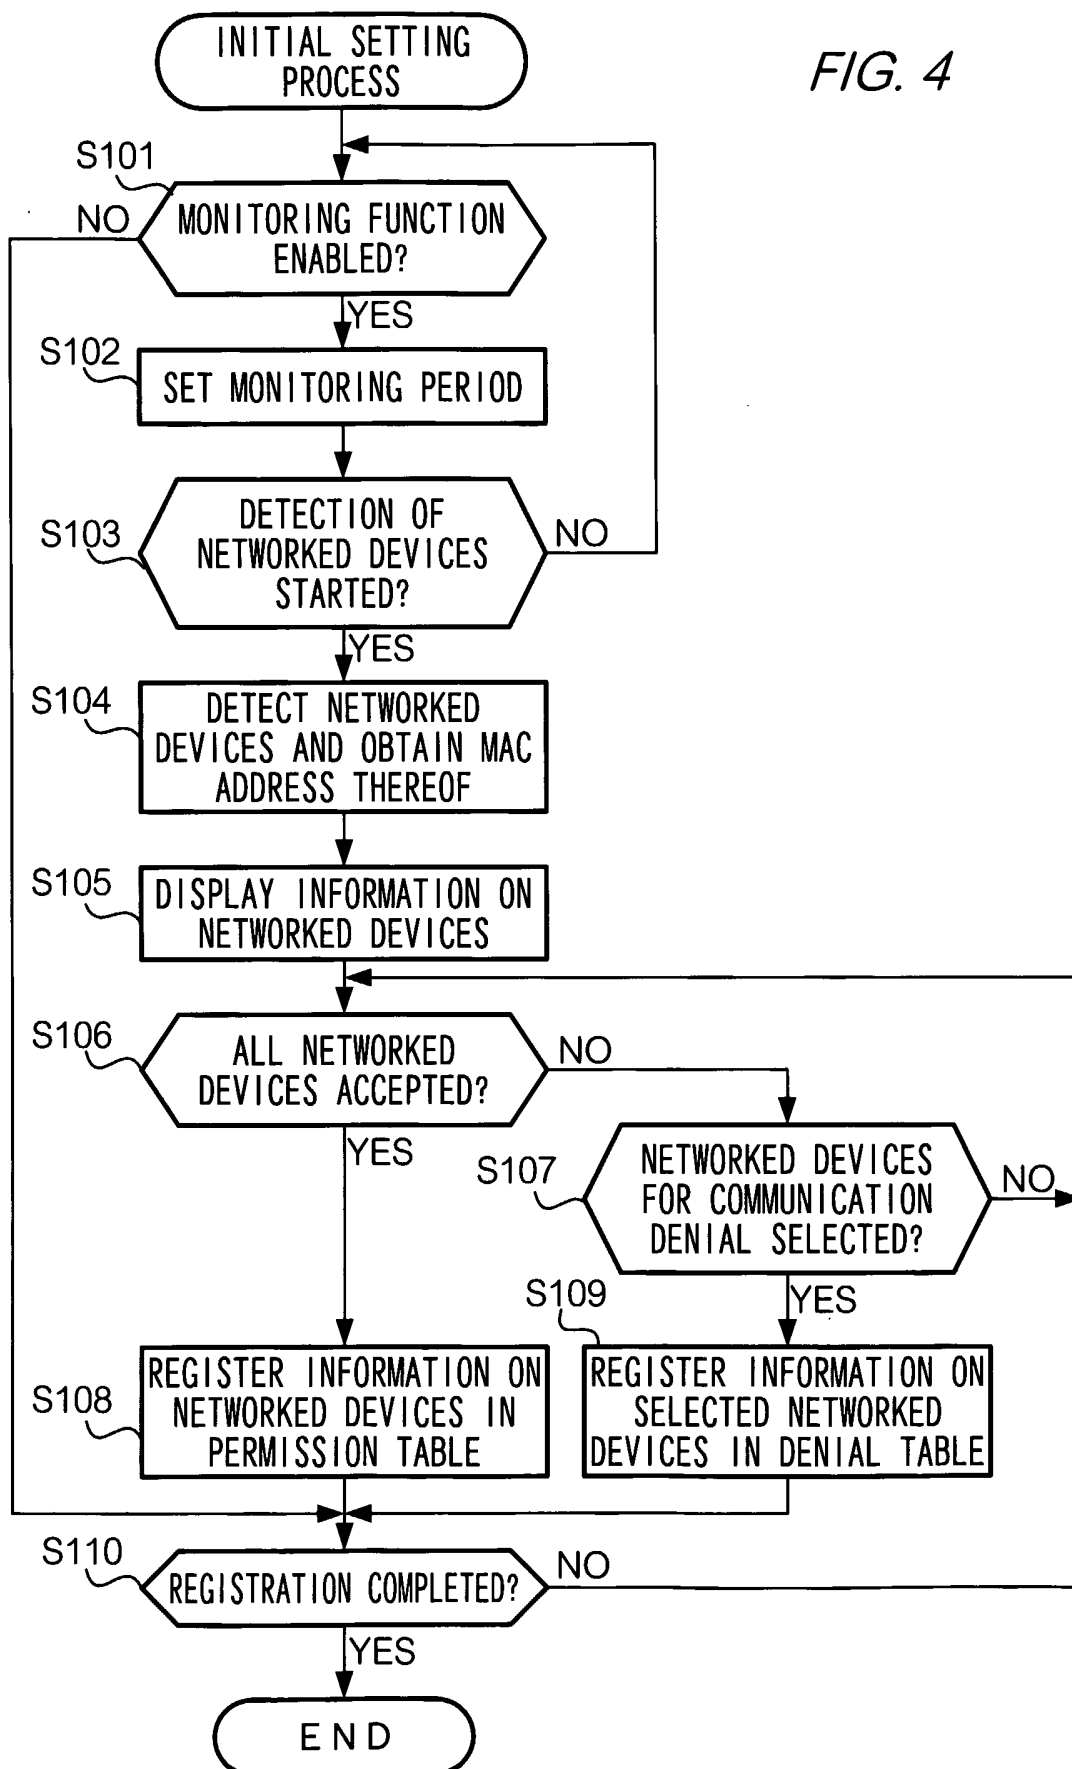 INITIAL SETTING
PROCESS
FIG. 4
S101
NO
MONITORING FUNCTION
ENABLED?
YES
S102
SET MONITORING PERIOD
S103
DETECTION OF
NETWORKED DEVICES
STARTED?
NO
YES
S104
DETECT NETWORKED
DEVICES AND OBTAIN MAC
ADDRESS THEREOF
S105
DISPLAY INFORMATION ON
NETWORKED DEVICES
S106
ALL NETWORKED
DEVICES ACCEPTED?
NO
YES
S107
NETWORKED DEVICES
FOR COMMUNICATION
DENIAL SELECTED?
NO
YES
S108
REGISTER INFORMATION ON
NETWORKED DEVICES IN
PERMISSION TABLE
S109
REGISTER INFORMATION ON
SELECTED NETWORKED
DEVICES IN DENIAL TABLE
S110
REGISTRATION COMPLETED?
NO
YES
END